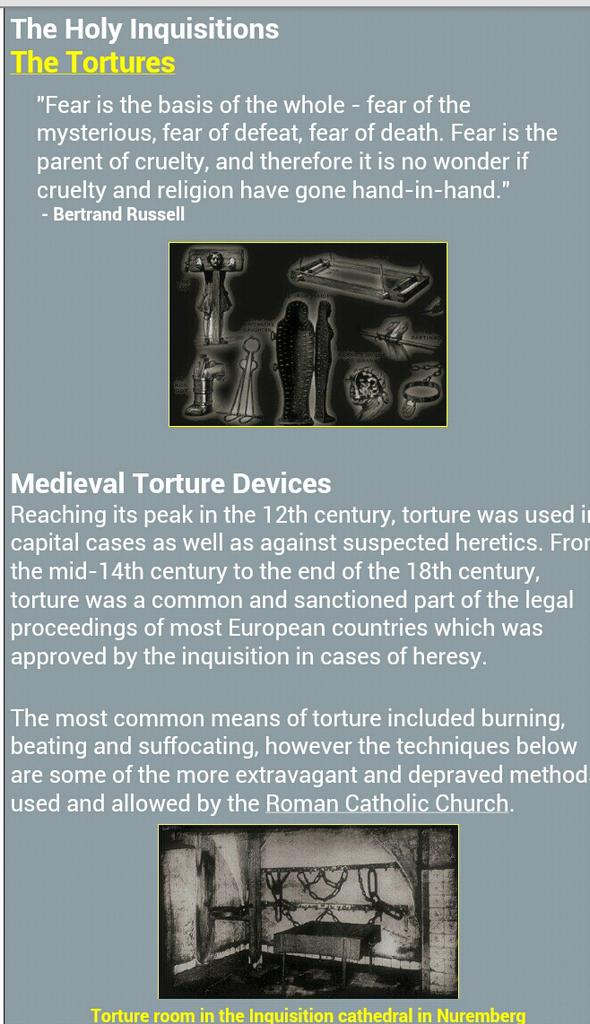 The Holy Inquisitions
The Tortures
"Fear is the basis of the whole - fear of the
mysterious, fear of defeat, fear of death. Fear is the
parent of cruelty, and therefore it is no wonder if
cruelty and religion have gone hand-in-hand."
- Bertrand Russell
Medieval Torture Devices
Reaching its peak in the 12th century, torture was used i
capital cases as well as against suspected heretics. Fro
the mid-14th century to the end of the 18th century,
torture was a common and sanctioned part of the legal
proceedings of most European countries which was
approved by the inquisition in cases of heresy.
The most common means of torture included burning,
beating and suffocating, however the techniques below
are some of the more extravagant and depraved method
used and allowed by the Roman Catholic Church.
Torture room in the Inquisition cathedral in Nuremberg